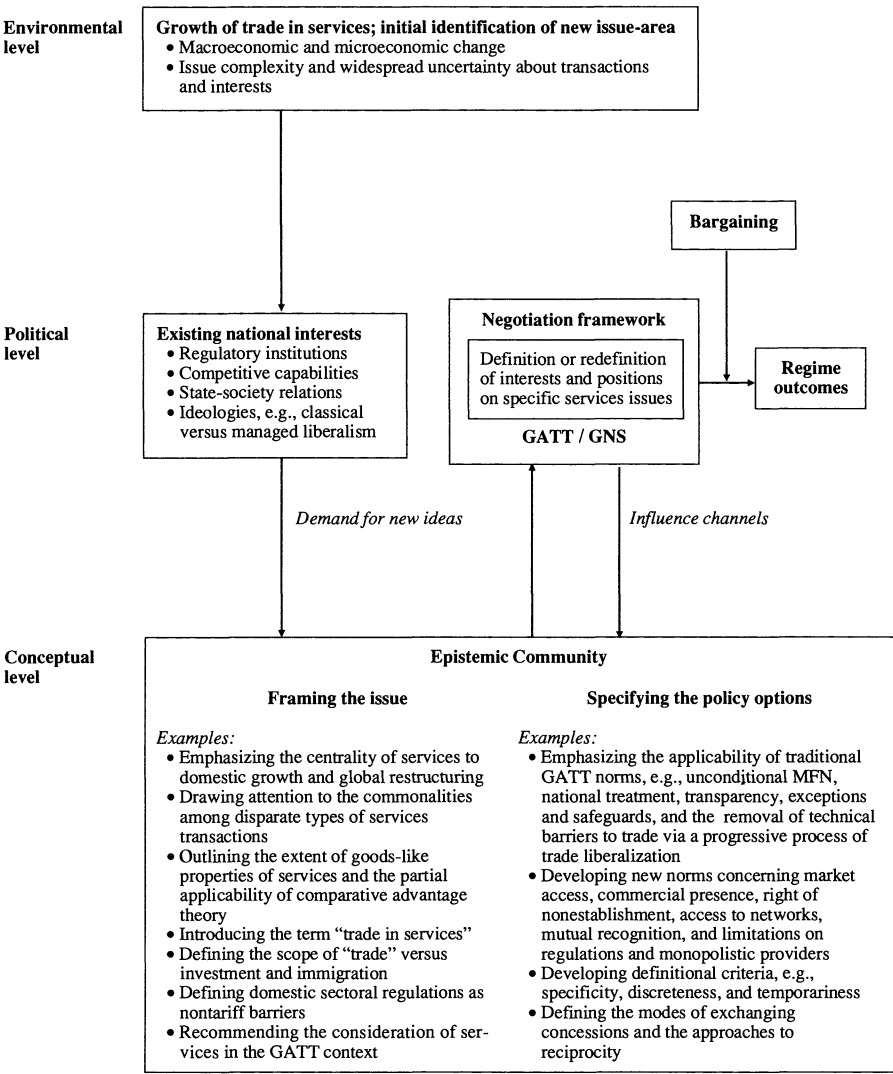 Environmental
level
Growth of trade in services; initial identification of new issue-area
• Macroeconomic and microeconomic change
• Issue complexity and widespread uncertainty about transactions
and interests
Bargaining
Political
level
Existing national interests
• Regulatory institutions
• Competitive capabilities
• State-society relations
• Ideologies, e.g., classical
versus managed liberalism
Negotiation framework
Definition or redefinition
of interests and positions
on specific services issues
GATT / GNS
Regime
outcomes
Demand for new ideas
Influence channels
Conceptual
level
Epistemic Community
Framing the issue
Examples:
• Emphasizing the centrality of services to
domestic growth and global restructuring
• Drawing attention to the commonalities
among disparate types of services
transactions
• Outlining the extent of goods-like
properties of services and the partial
applicability of comparative advantage
theory
• Introducing the term “trade in services”
• Defining the scope of “trade” versus
investment and immigration
• Defining domestic sectoral regulations as
nontariff barriers
• Recommending the consideration of ser-
vices in the GATT context
Specifying the policy options
Examples:
• Emphasizing the applicability of traditional
GATT norms, e.g., unconditional MFN,
national treatment, transparency, exceptions
and safeguards, and the removal of technical
barriers to trade via a progressive process of
trade liberalization
• Developing new norms concerning market
access, commercial presence, right of
nonestablishment, access to networks,
mutual recognition, and limitations on
regulations and monopolistic providers
• Developing definitional criteria, e.g.,
specificity, discreteness, and temporariness
• Defining the modes of exchanging
concessions and the approaches to
reciprocity